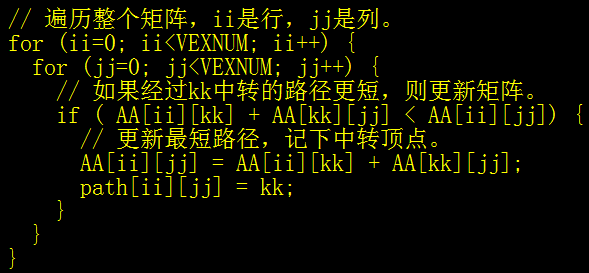 // 遍历整个矩阵，ii是行，jj是列。
for (ii=0; ii<VEXNUM; ii++) {
  for (jj=0; jj<VEXNUM; jj++) {
    // 如果经过kk中转的路径更短，则更新矩阵。
    if ( AA[ii][kk] + AA[kk][jj] < AA[ii][jj]) {
      // 更新最短路径，记下中转顶点。
      AA[ii][jj] = AA[ii][kk] + AA[kk][jj];
      path[ii][jj] = kk;
    }
  }
}